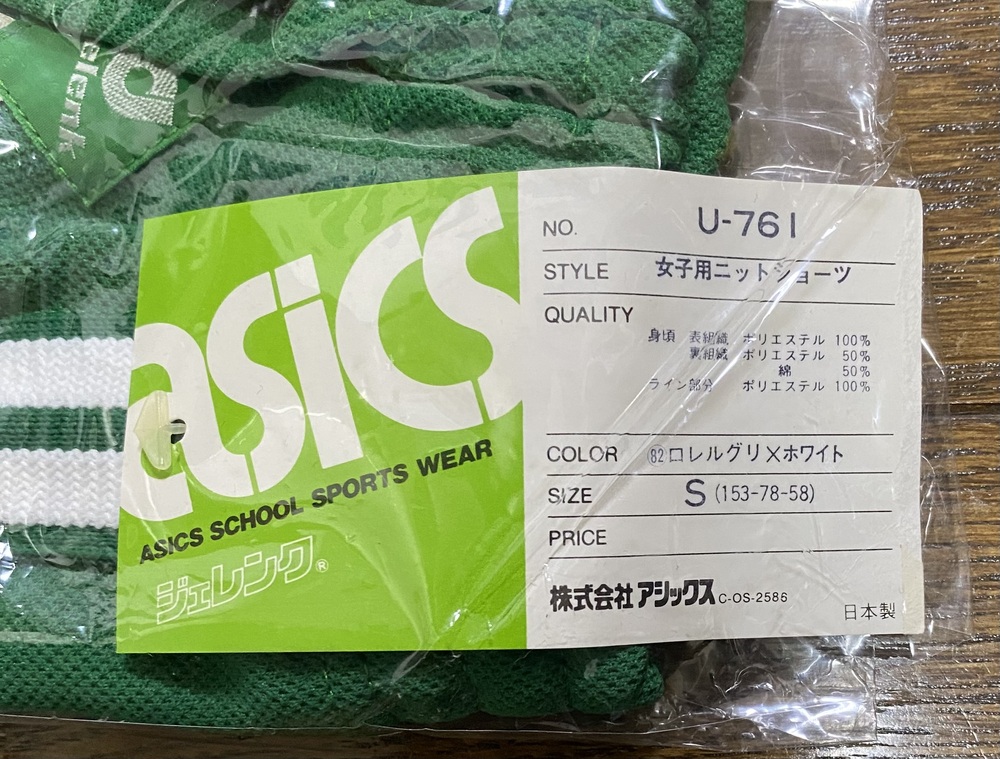 asics
ASICS SCHOOL SPORTS WEAR
ジェレンク®
NO. U-761
STYLE 女子用ニットショーツ
QUALITY
身頃 表組織 ポリエステル 100%
裏組織 ポリエステル 50%
綿 50%
ライン部分 ポリエステル 100%
COLOR (82)ロレルグリ×ホワイト
SIZE S (153-78-58)
PRICE
株式会社アシックス C-OS-2586
日本製